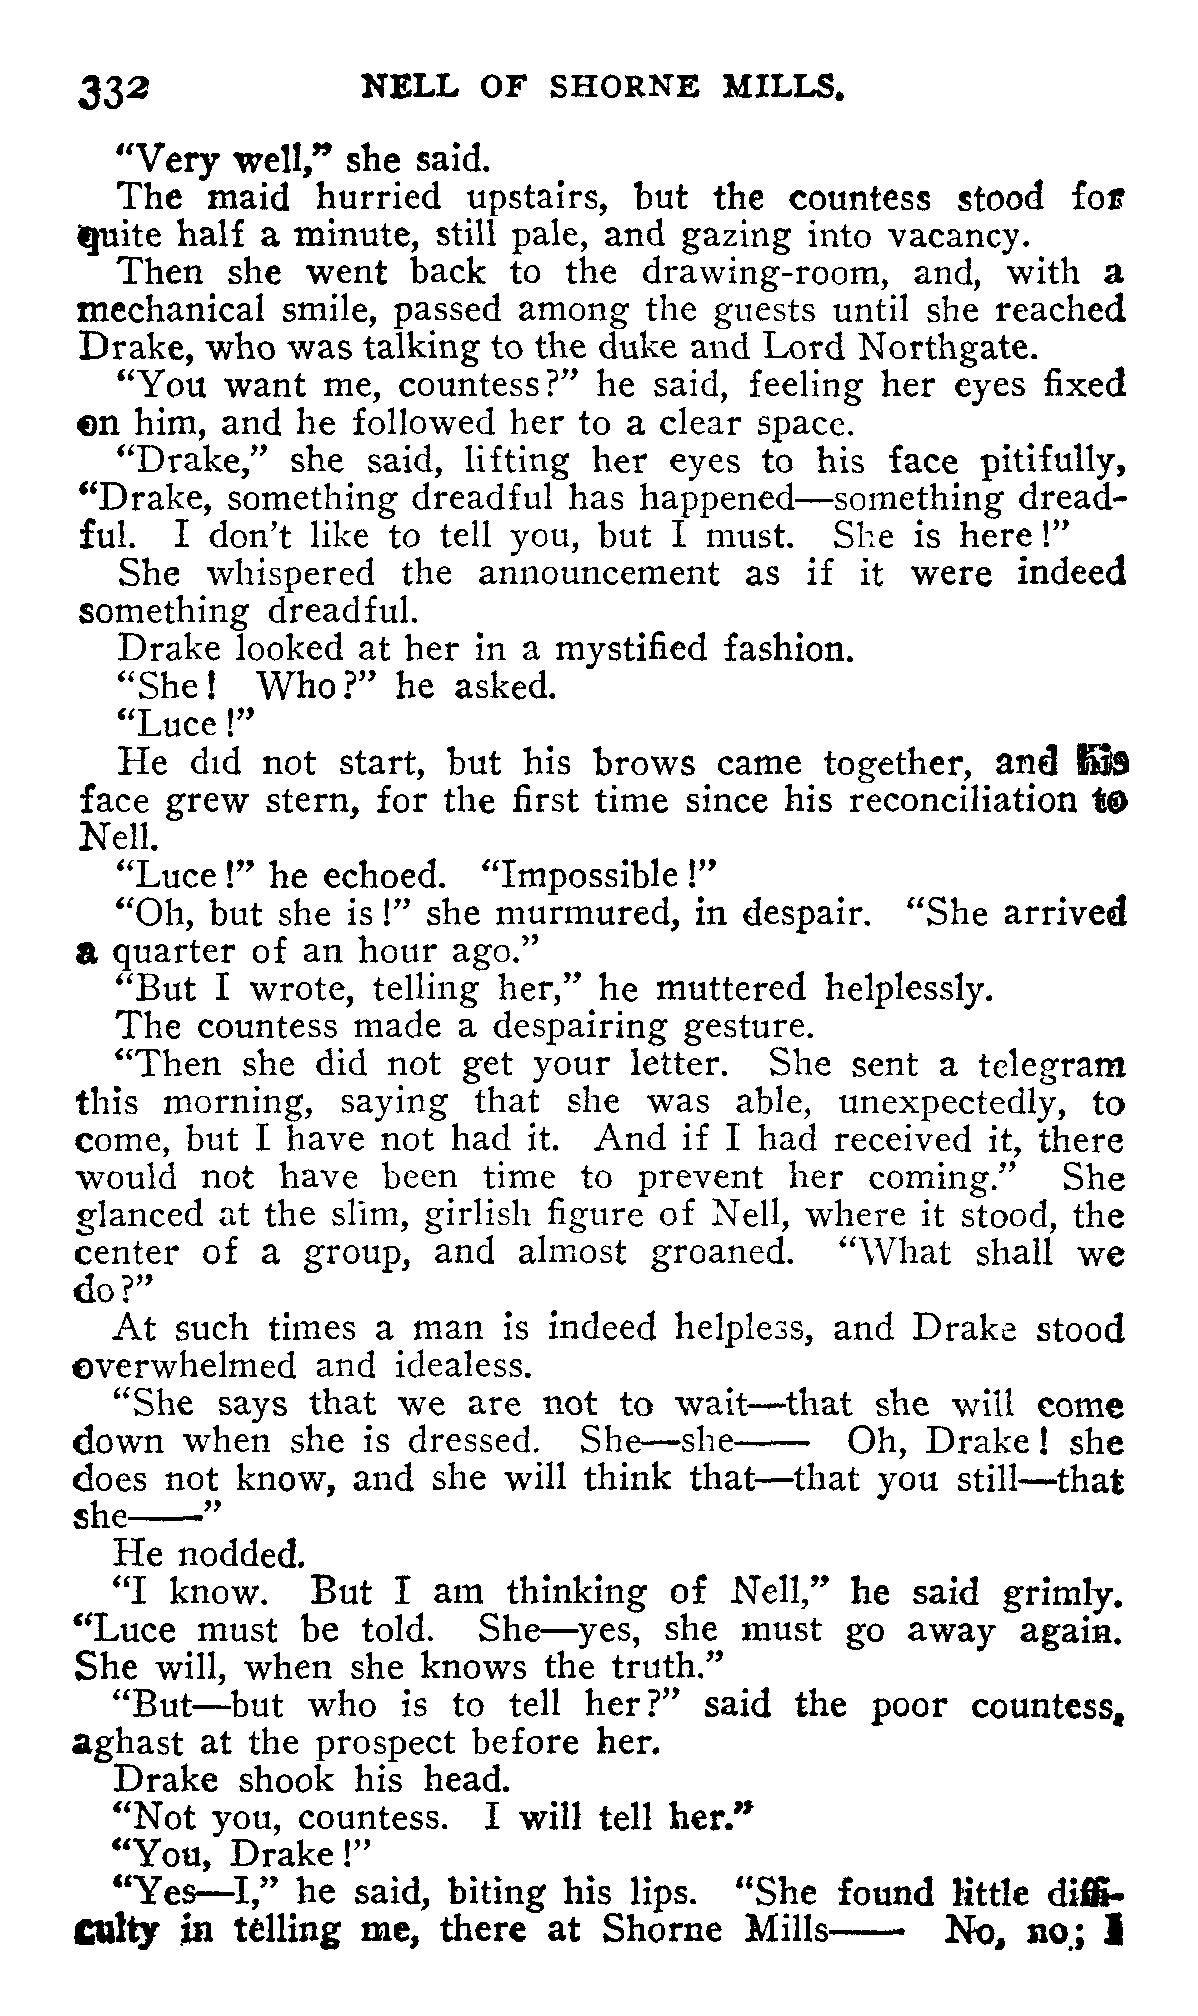 332 NELL OF SHORNE MILLS.
“Very well,” she said.
The maid hurried upstairs, but the countess stood for
quite half a minute, still pale, and gazing into vacancy.
Then she went back to the drawing-room, and, with a
mechanical smile, passed among the guests until she reached
Drake, who was talking to the duke and Lord Northgate.
“You want me, countess?” he said, feeling her eyes fixed
on him, and he followed her to a clear space.
“Drake,” she said, lifting her eyes to his face pitifully,
“Drake, something dreadful has happened—something dread-
ful. I don’t like to tell you, but I must. She is here!”
She whispered the announcement as if it were indeed
something dreadful.
Drake looked at her in a mystified fashion.
“She! Who?” he asked.
“Luce!”
He did not start, but his brows came together, and his
face grew stern, for the first time since his reconciliation to
Nell.
“Luce!” he echoed. “Impossible!”
“Oh, but she is!” she murmured, in despair. “She arrived
a quarter of an hour ago.”
“But I wrote, telling her,” he muttered helplessly.
The countess made a despairing gesture.
“Then she did not get your letter. She sent a telegram
this morning, saying that she was able, unexpectedly, to
come, but I have not had it. And if I had received it, there
would not have been time to prevent her coming.” She
glanced at the slim, girlish figure of Nell, where it stood, the
center of a group, and almost groaned. “What shall we
do?”
At such times a man is indeed helpless, and Drake stood
overwhelmed and idealess.
“She says that we are not to wait—that she will come
down when she is dressed. She—she—— Oh, Drake! she
does not know, and she will think that—that you still—that
she——”
He nodded.
“I know. But I am thinking of Nell,” he said grimly.
“Luce must be told. She—yes, she must go away again.
She will, when she knows the truth.”
“But—but who is to tell her?” said the poor countess,
aghast at the prospect before her.
Drake shook his head.
“Not you, countess. I will tell her.”
“You, Drake!”
“Yes—I,” he said, biting his lips. “She found little diffi-
culty in telling me, there at Shorne Mills—— No, no; I